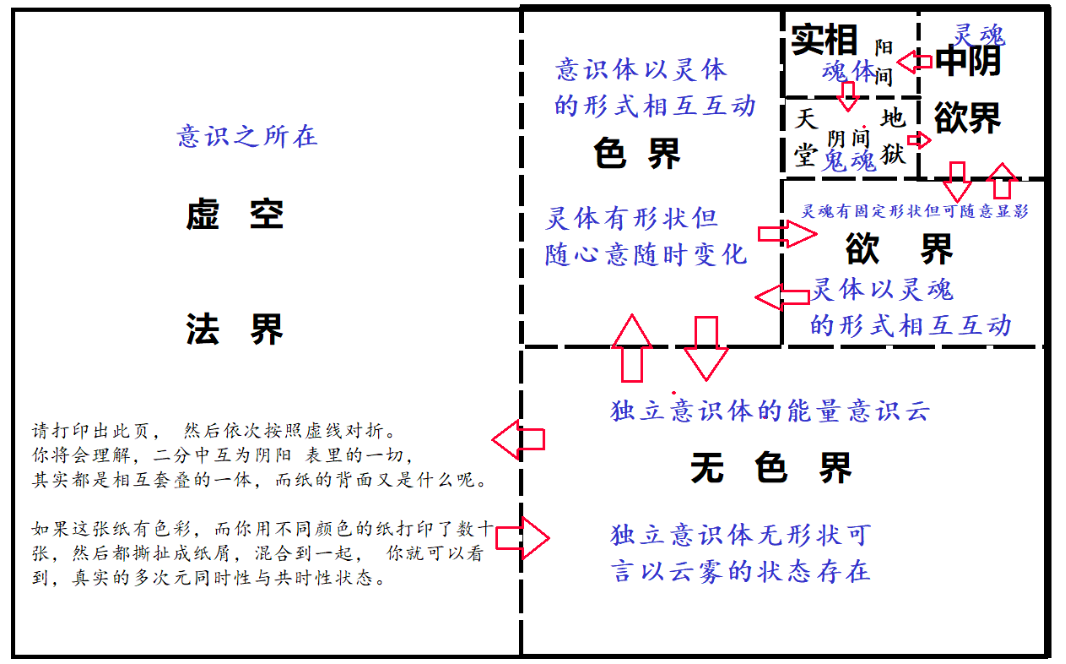 意识之所在
虚 空
法 界
请打印出此页， 然后依次按照虚线对折。
你将会理解，二分中互为阴阳 表里的一切，
其实都是相互套叠的一体，而纸的背面又是什么呢。
如果这张纸有色彩，而你用不同颜色的纸打印了数十
张，然后都撕扯成纸屑，混合到一起， 你就可以看
到，真实的多次元同时性与共时性状态。
意识体以灵体
的形式相互互动
色 界
灵体有形状但
随心意随时变化
实相
阳间
魂体
灵魂
中阴
欲界
天堂
阴间
鬼魂
地狱
灵魂有固定形状但可随意显影
欲 界
灵体以灵魂
的形式相互互动
独立意识体的能量意识云
无 色 界
独立意识体无形状可
言以云雾的状态存在